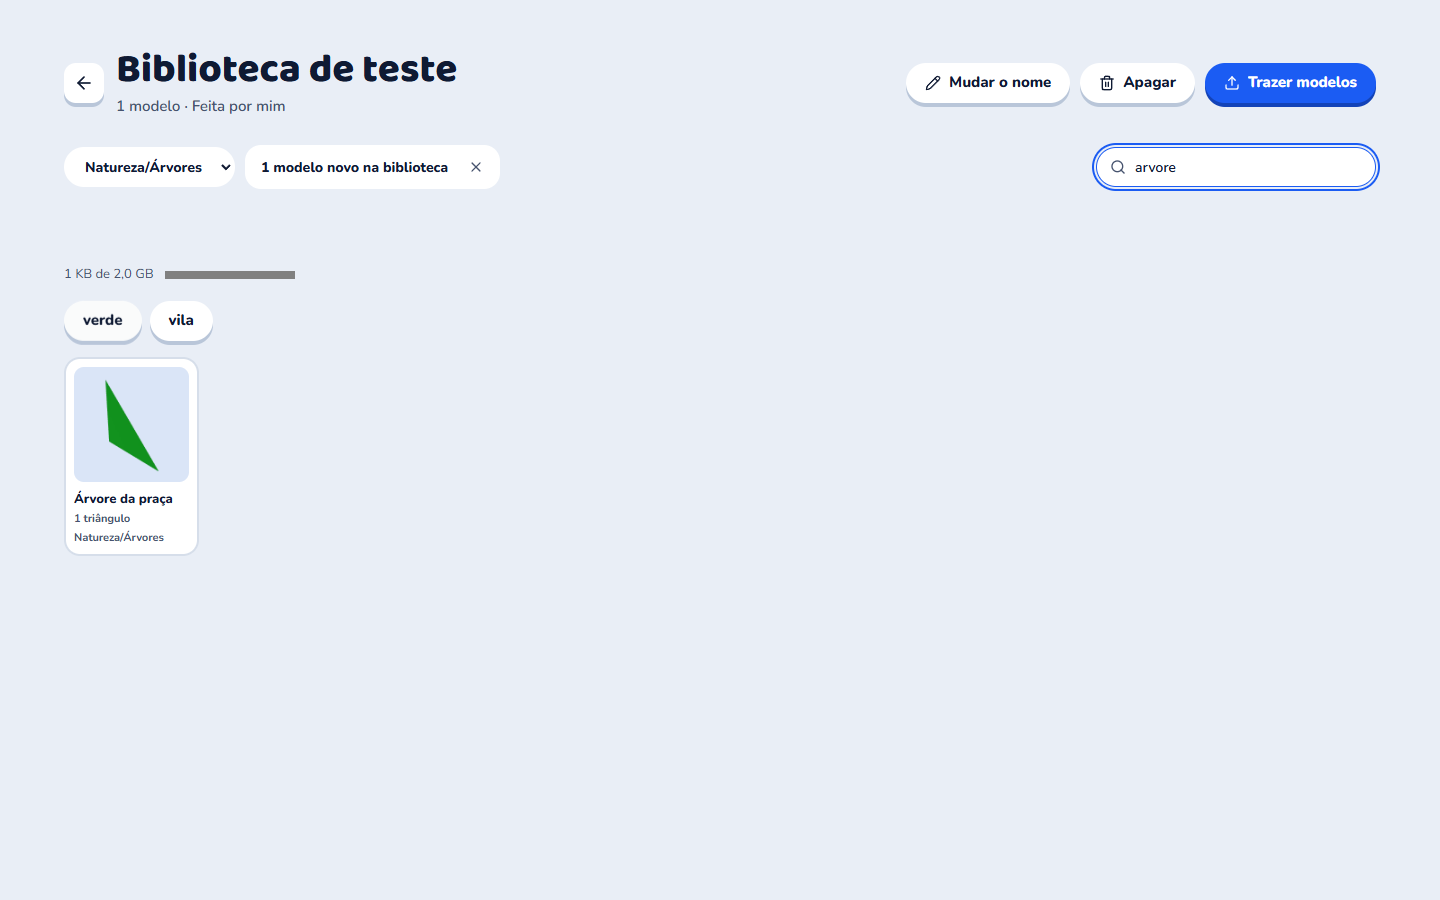 Biblioteca de teste
1 modelo · Feita por mim
Mudar o nome
Apagar
Trazer modelos
Natureza/Árvores
1 modelo novo na biblioteca
arvore
1 KB de 2,0 GB
verde
vila
Árvore da praça
1 triângulo
Natureza/Árvores